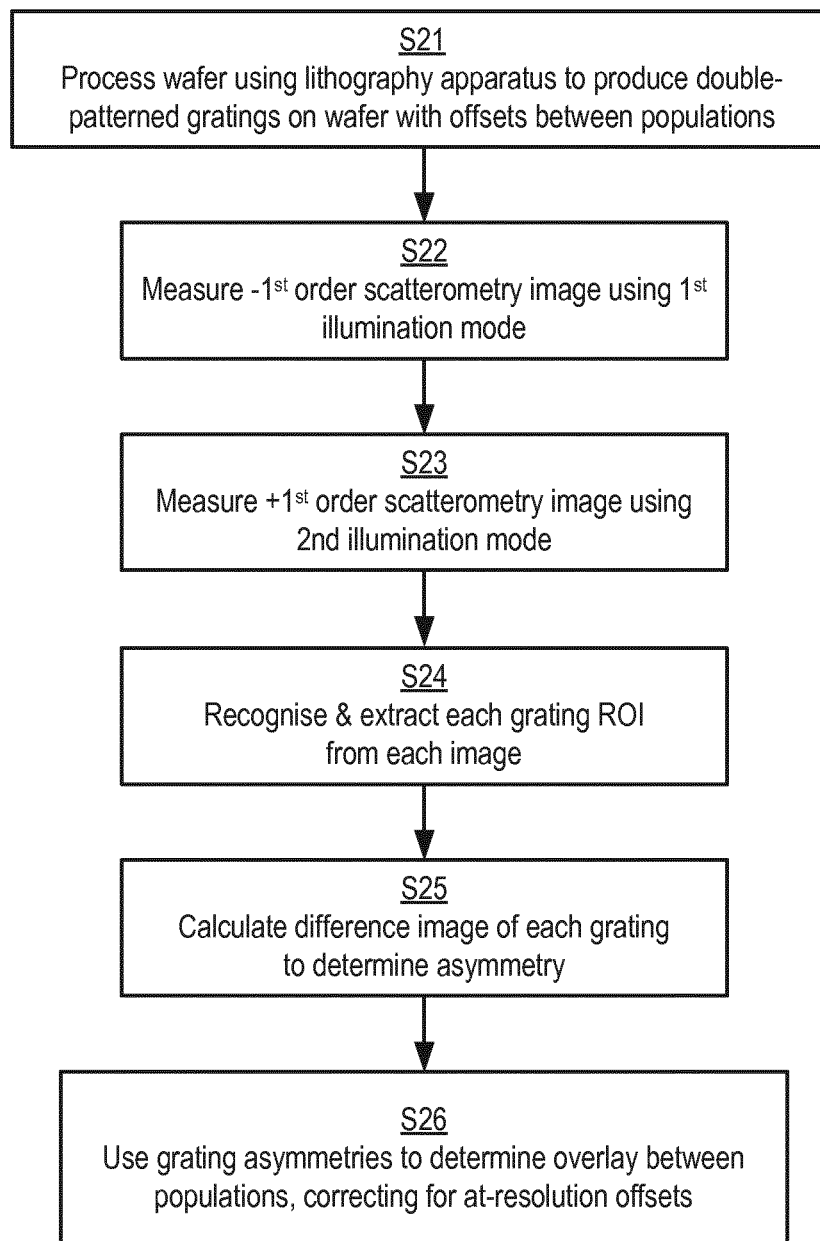 S21
Process wafer using lithography apparatus to produce double-
patterned gratings on wafer with offsets between populations
S22
Measure -1st order scatterometry image using 1st
illumination mode
S23
Measure +1st order scatterometry image using
2nd illumination mode
S24
Recognise & extract each grating ROI
from each image
S25
Calculate difference image of each grating
to determine asymmetry
S26
Use grating asymmetries to determine overlay between
populations, correcting for at-resolution offsets